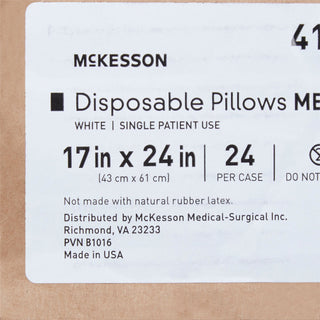 41
McKESSON
Disposable Pillows ME
WHITE | SINGLE PATIENT USE
17 in x 24 in | 24
(43 cm x 61 cm) PER CASE DO NOT
Not made with natural rubber latex.
Distributed by McKesson Medical-Surgical Inc.
Richmond, VA 23233
PVN B1016
Made in USA